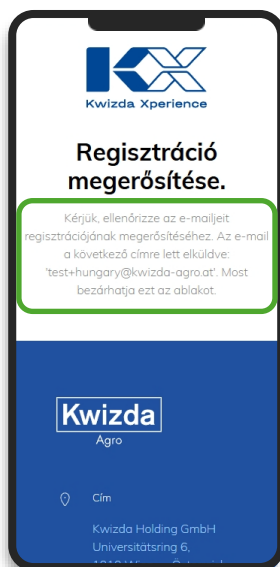 KX
Kwizda Xperience
Regisztráció
megerősítése.
Kérjük, ellenőrizze az e-mailjeit
regisztrációjának megerősítéséhez. Az e-mail
a következő címre lett elküldve:
'test+hungary@kwizda-agro.at'. Most
bezárhatja ezt az ablakot.
Kwizda
Agro
Cím
Kwizda Holding GmbH
Universitätsring 6,